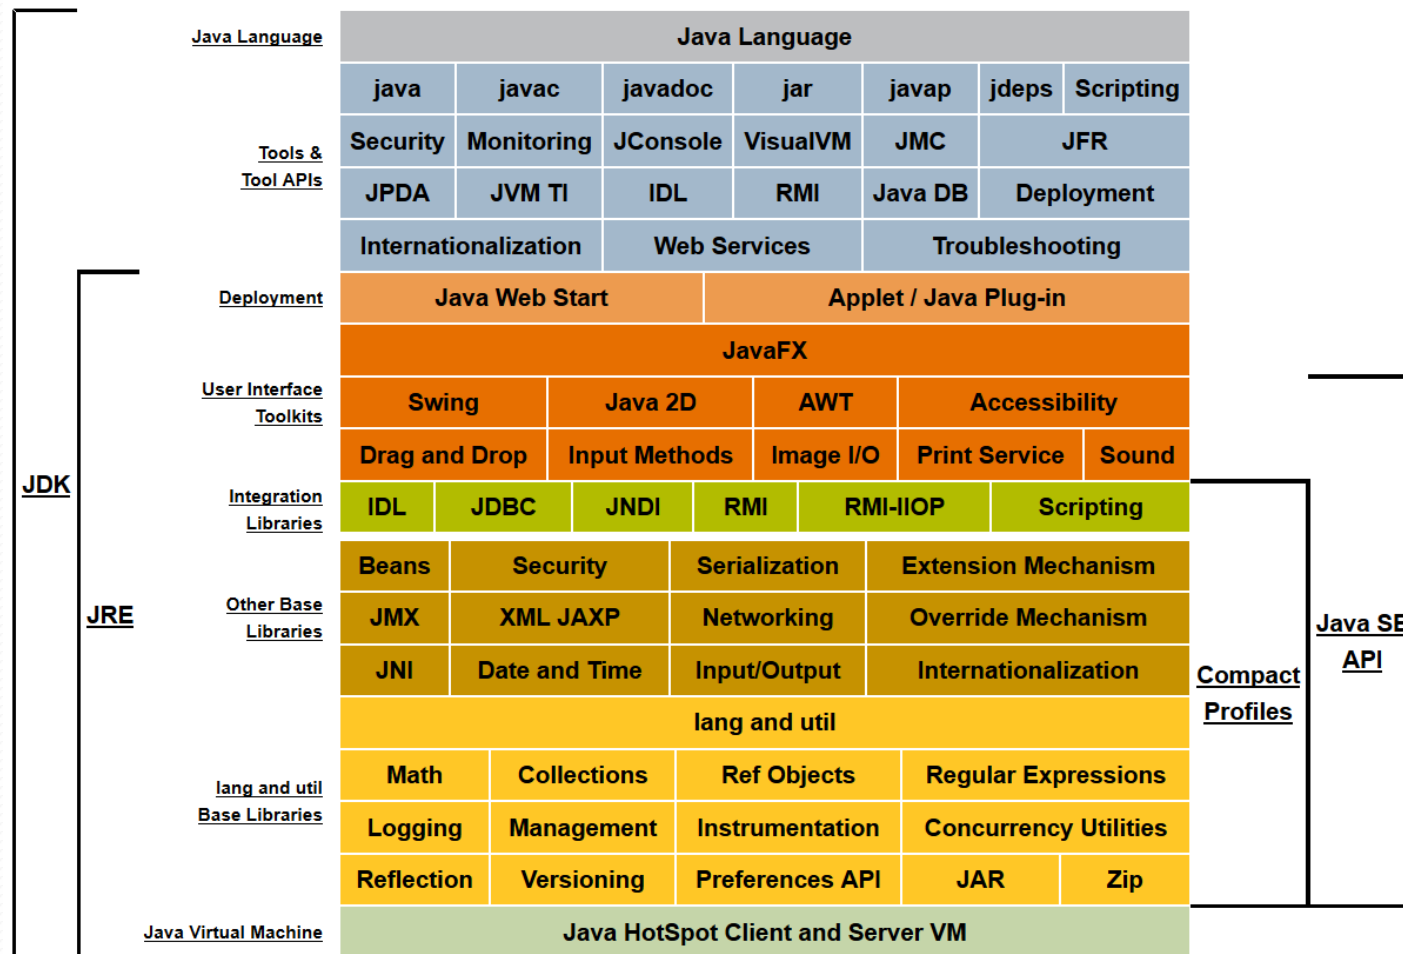 Java Language
Java Language
java javac javadoc jar javap jdeps Scripting
Security Monitoring JConsole VisualVM JMC JFR
Tools &
Tool APIs
JPDA JVM TI IDL RMI Java DB Deployment
Internationalization Web Services Troubleshooting
Deployment
Java Web Start Applet / Java Plug-in
JavaFX
User Interface
Toolkits
Swing Java 2D AWT Accessibility
Drag and Drop Input Methods Image I/O Print Service Sound
JDK
Integration
Libraries
IDL JDBC JNDI RMI RMI-IIOP Scripting
Beans Security Serialization Extension Mechanism
JRE
Other Base
Libraries
JMX XML JAXP Networking Override Mechanism
JNI Date and Time Input/Output Internationalization
Java SE
API
Compact
Profiles
lang and util
lang and util
Base Libraries
Math Collections Ref Objects Regular Expressions
Logging Management Instrumentation Concurrency Utilities
Reflection Versioning Preferences API JAR Zip
Java Virtual Machine
Java HotSpot Client and Server VM